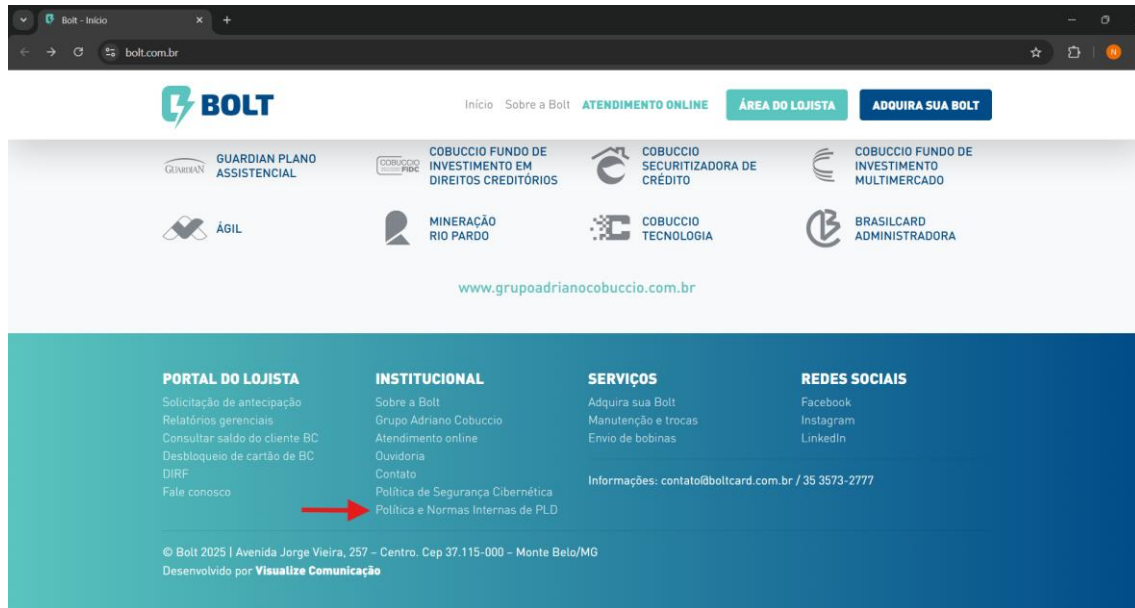 Bolt - Início
bolt.com.br
N
BOLT
Início Sobre a Bolt ATENDIMENTO ONLINE ÁREA DO LOJISTA ADQUIRA SUA BOLT
GUARDIAN
GUARDIAN PLANO
ASSISTENCIAL
COBUCCIO
FIDC
COBUCCIO FUNDO DE
INVESTIMENTO EM
DIREITOS CREDITÓRIOS
COBUCCIO
SECURITIZADORA DE
CRÉDITO
COBUCCIO FUNDO DE
INVESTIMENTO
MULTIMERCADO
ÁGIL
MINERAÇÃO
RIO PARDO
COBUCCIO
TECNOLOGIA
BRASILCARD
ADMINISTRADORA
www.grupoadrianocobuccio.com.br
PORTAL DO LOJISTA
Solicitação de antecipação
Relatórios gerenciais
Consultar saldo do cliente BC
Desbloqueio de cartão de BC
DIRF
Fale conosco
INSTITUCIONAL
Sobre a Bolt
Grupo Adriano Cobuccio
Atendimento online
Ouvidoria
Contato
Política de Segurança Cibernética
Política e Normas Internas de PLD
SERVIÇOS
Adquira sua Bolt
Manutenção e trocas
Envio de bobinas
REDES SOCIAIS
Facebook
Instagram
LinkedIn
Informações: contato@boltcard.com.br / 35 3573-2777
© Bolt 2025 | Avenida Jorge Vieira, 257 – Centro. Cep 37.115-000 – Monte Belo/MG
Desenvolvido por Visualize Comunicação